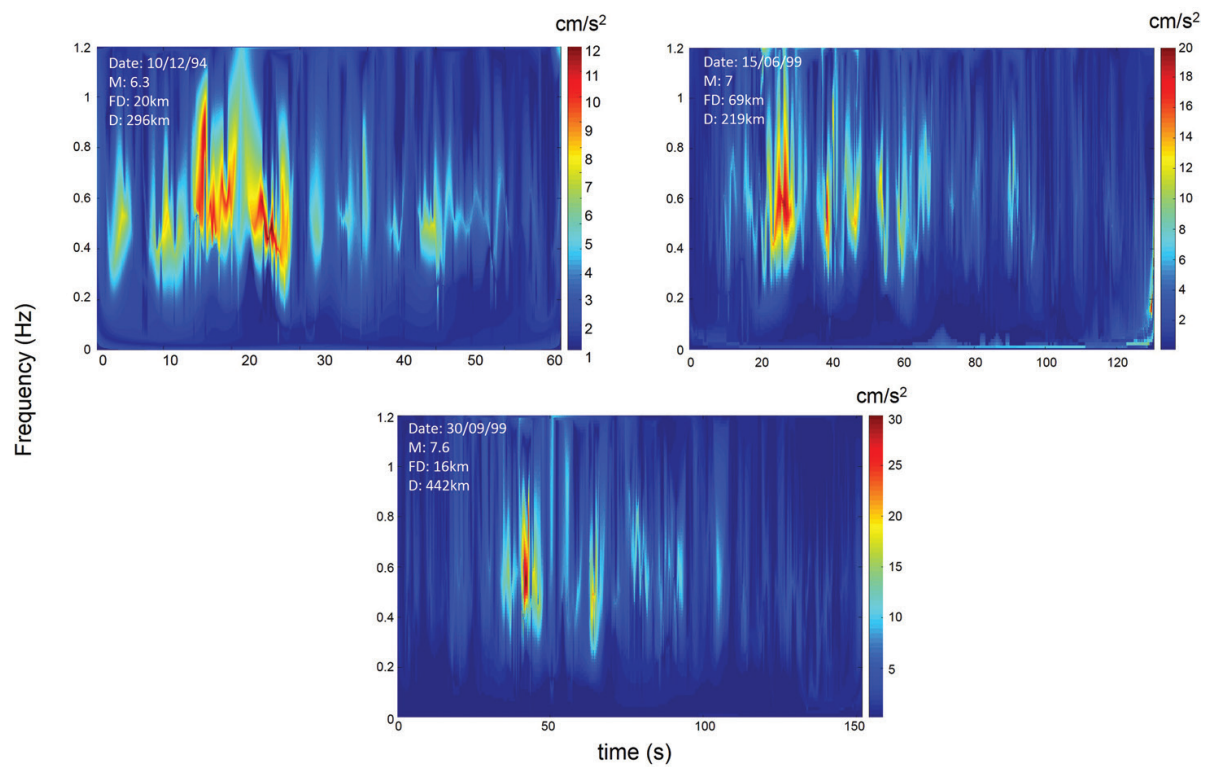 cm/s2
1.2
1
0.8
0.6
0.4
0.2
0
Date: 10/12/94
M: 6.3
FD: 20km
D: 296km
0 10 20 30 40 50 60
12
11
10
9
8
7
6
5
4
3
2
1
cm/s2
1.2
1
0.8
0.6
0.4
0.2
0
Date: 15/06/99
M: 7
FD: 69km
D: 219km
0 20 40 60 80 100 120
20
18
16
14
12
10
8
6
4
2
Frequency (Hz)
cm/s2
1.2
1
0.8
0.6
0.4
0.2
0
Date: 30/09/99
M: 7.6
FD: 16km
D: 442km
0 50 100 150
30
25
20
15
10
5
time (s)